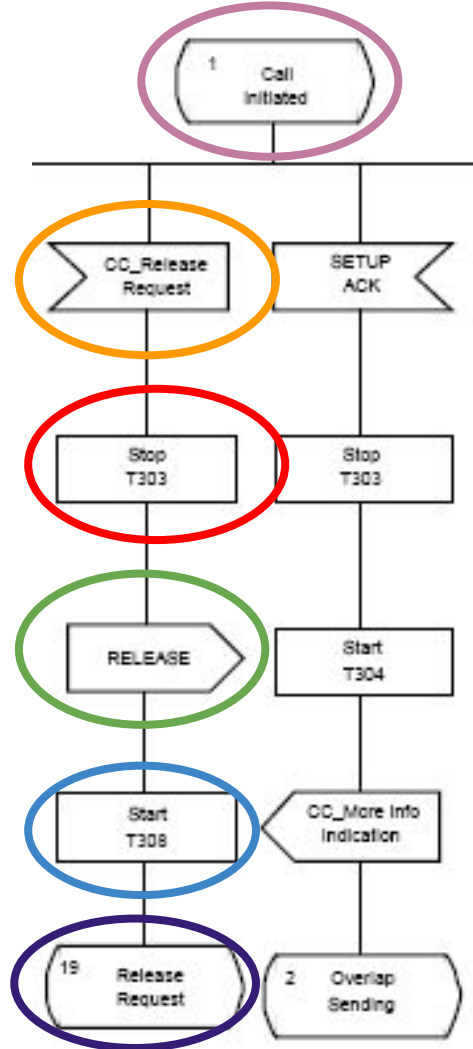 1
Call
Initiated
CC_Release
Request
SETUP
ACK
Stop
T303
Stop
T303
RELEASE
Start
T304
Start
T308
CC_More Info
Indication
19
Release
Request
2
Overlap
Sending